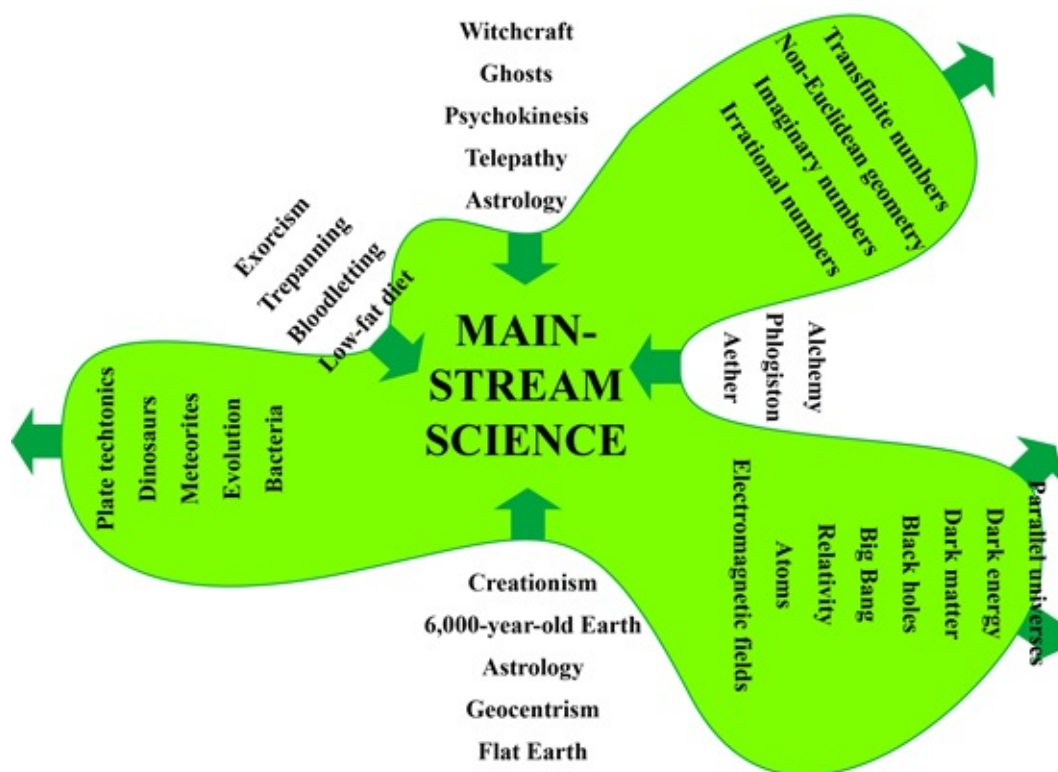 Witchcraft
Ghosts
Psychokinesis
Telepathy
Astrology
Transfinite numbers
Non-Euclidean geometry
Imaginary numbers
Irrational numbers
Exorcism
Trepanning
Bloodletting
Low-fat diet
MAIN-
STREAM
SCIENCE
Aether
Phlogiston
Alchemy
Plate techtonics
Dinosaurs
Meteorites
Evolution
Bacteria
Electromagnetic fields
Atoms
Relativity
Big Bang
Black holes
Dark matter
Dark energy
Parallel universes
Creationism
6,000-year-old Earth
Astrology
Geocentrism
Flat Earth